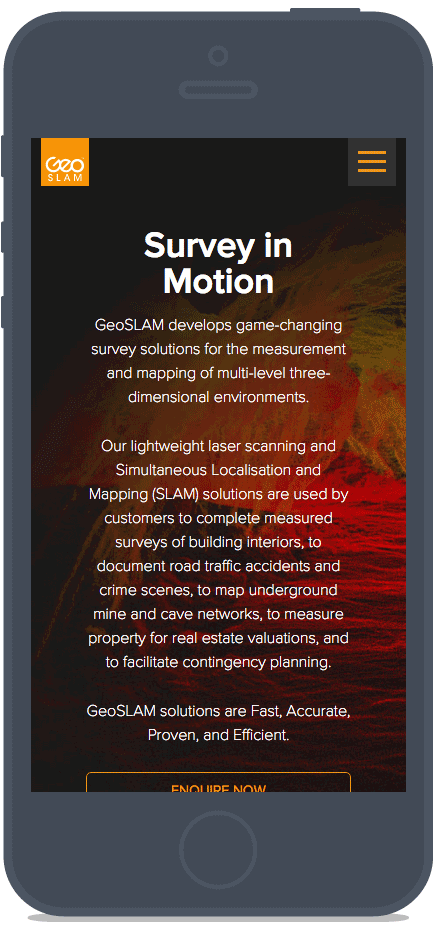 Geo
SLAM
Survey in
Motion
GeoSLAM develops game-changing
survey solutions for the measurement
and mapping of multi-level three-
dimensional environments.
Our lightweight laser scanning and
Simultaneous Localisation and
Mapping (SLAM) solutions are used by
customers to complete measured
surveys of building interiors, to
document road traffic accidents and
crime scenes, to map underground
mine and cave networks, to measure
property for real estate valuations, and
to facilitate contingency planning.
GeoSLAM solutions are Fast, Accurate,
Proven, and Efficient.
ENQUIRE NOW